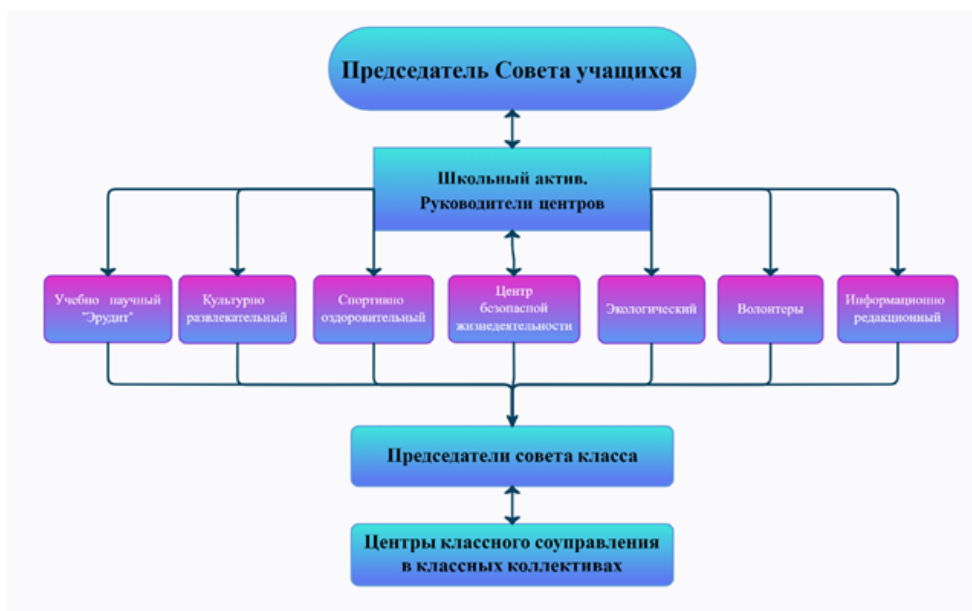 Председатель Совета учащихся
Школьный актив.
Руководители центров
Учебно научный
"Эрудит"
Культурно
развлекательный
Спортивно
оздоровительный
Центр
безопасной
жизнедеятельности
Экологический
Волонтеры
Информационно
редакционный
Председатели совета класса
Центры классного соуправления
в классных коллективах